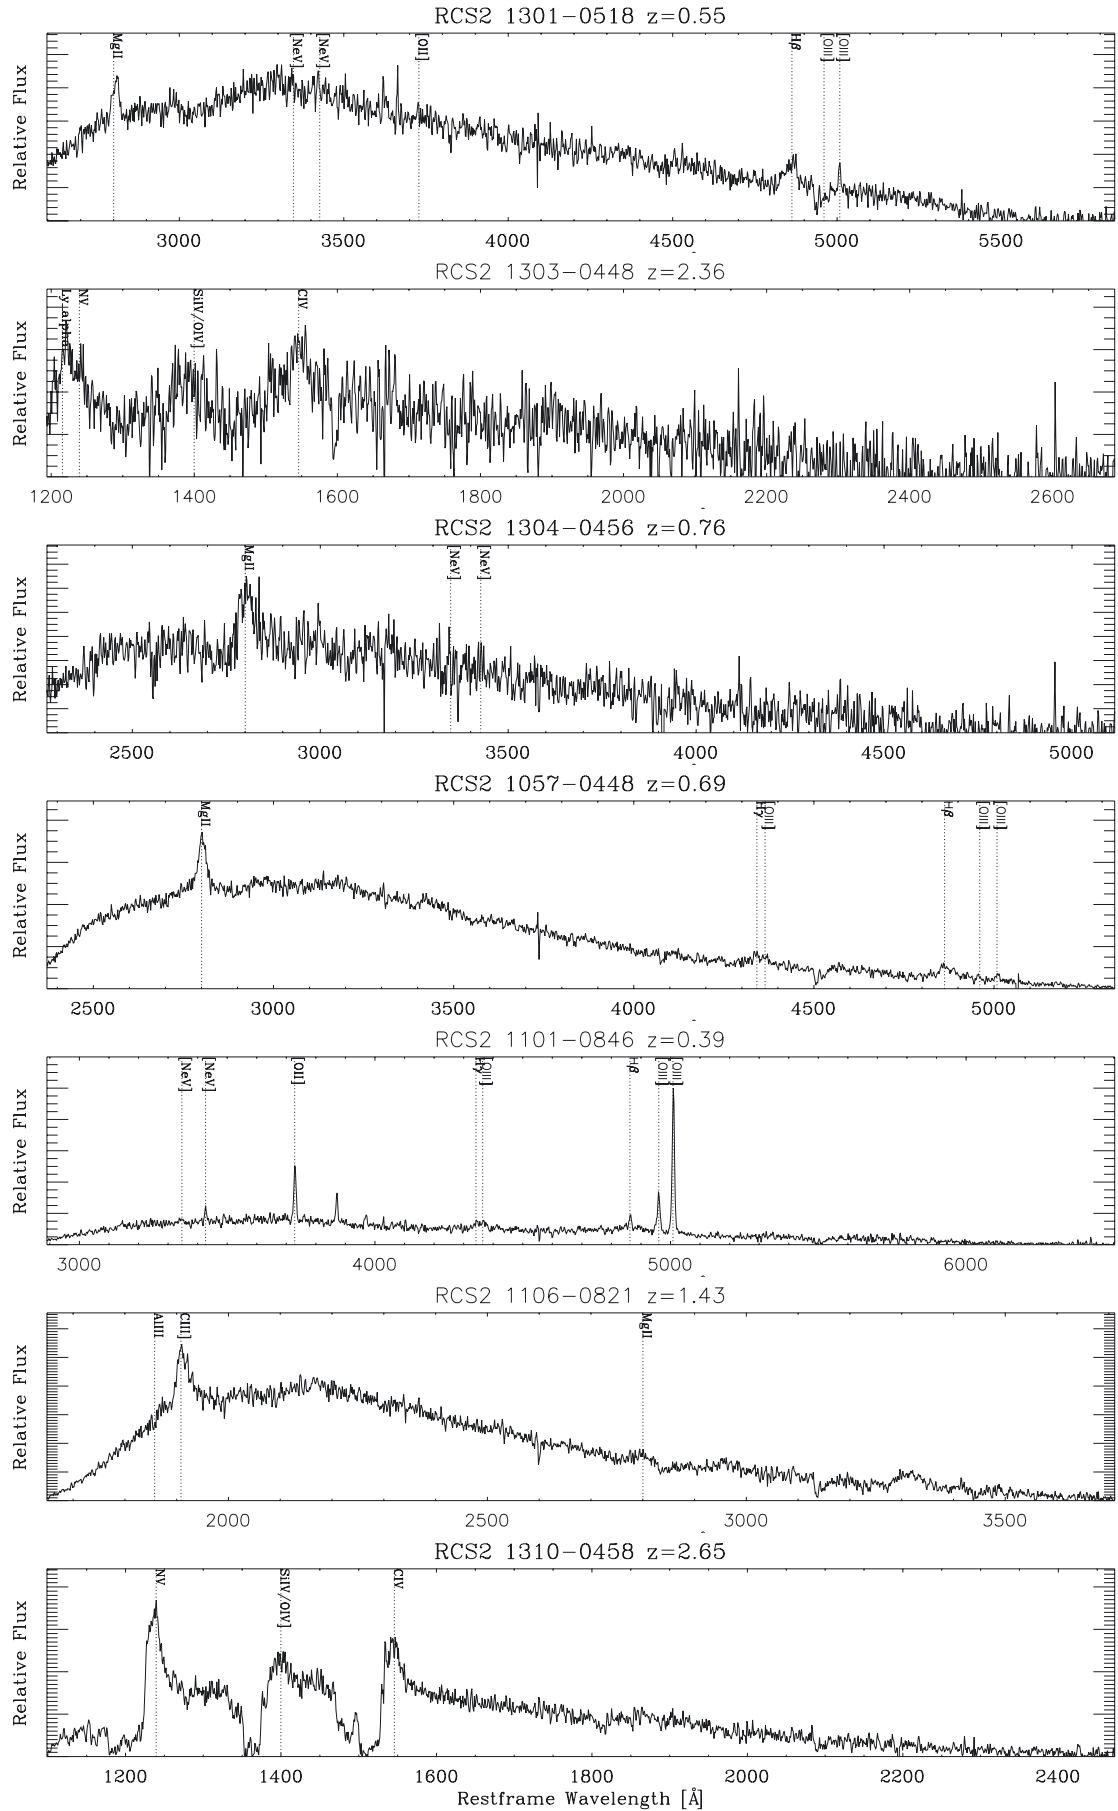 RCS2 1301-0518 z=0.55
Relative Flux
MgII
[NeV]
[NeV]
[OII]
Hβ
[OIII]
[OIII]
3000 3500 4000 4500 5000 5500
RCS2 1303-0448 z=2.36
Relative Flux
Ly alpha
NV
SiIV/OIV]
CIV
1200 1400 1600 1800 2000 2200 2400 2600
RCS2 1304-0456 z=0.76
Relative Flux
MgII
[NeV]
[NeV]
2500 3000 3500 4000 4500 5000
RCS2 1057-0448 z=0.69
Relative Flux
MgII
Hγ
[OIII]
Hβ
[OIII]
[OIII]
2500 3000 3500 4000 4500 5000
RCS2 1101-0846 z=0.39
Relative Flux
[NeV]
[NeV]
[OII]
Hγ
[OIII]
Hβ
[OIII]
[OIII]
3000 4000 5000 6000
RCS2 1106-0821 z=1.43
Relative Flux
AlIII
CIII]
MgII
2000 2500 3000 3500
RCS2 1310-0458 z=2.65
Relative Flux
NV
SiIV/OIV]
CIV
1200 1400 1600 1800 2000 2200 2400
Restframe Wavelength [Å]